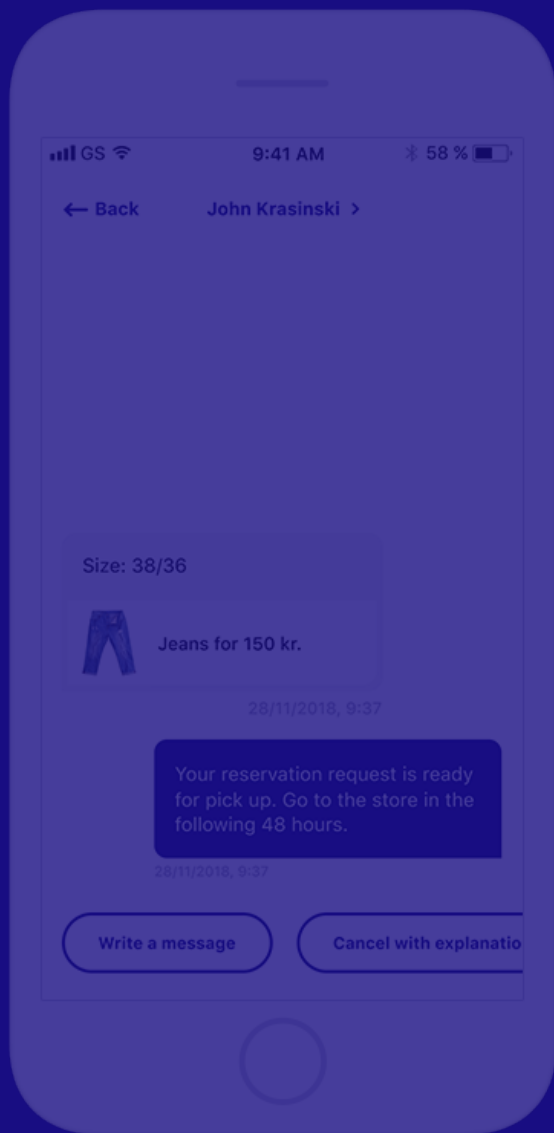 GS 9:41 AM 58 %
← Back John Krasinski >
Size: 38/36
Jeans for 150 kr.
28/11/2018, 9:37
Your reservation request is ready
for pick up. Go to the store in the
following 48 hours.
28/11/2018, 9:37
Write a message Cancel with explanatio